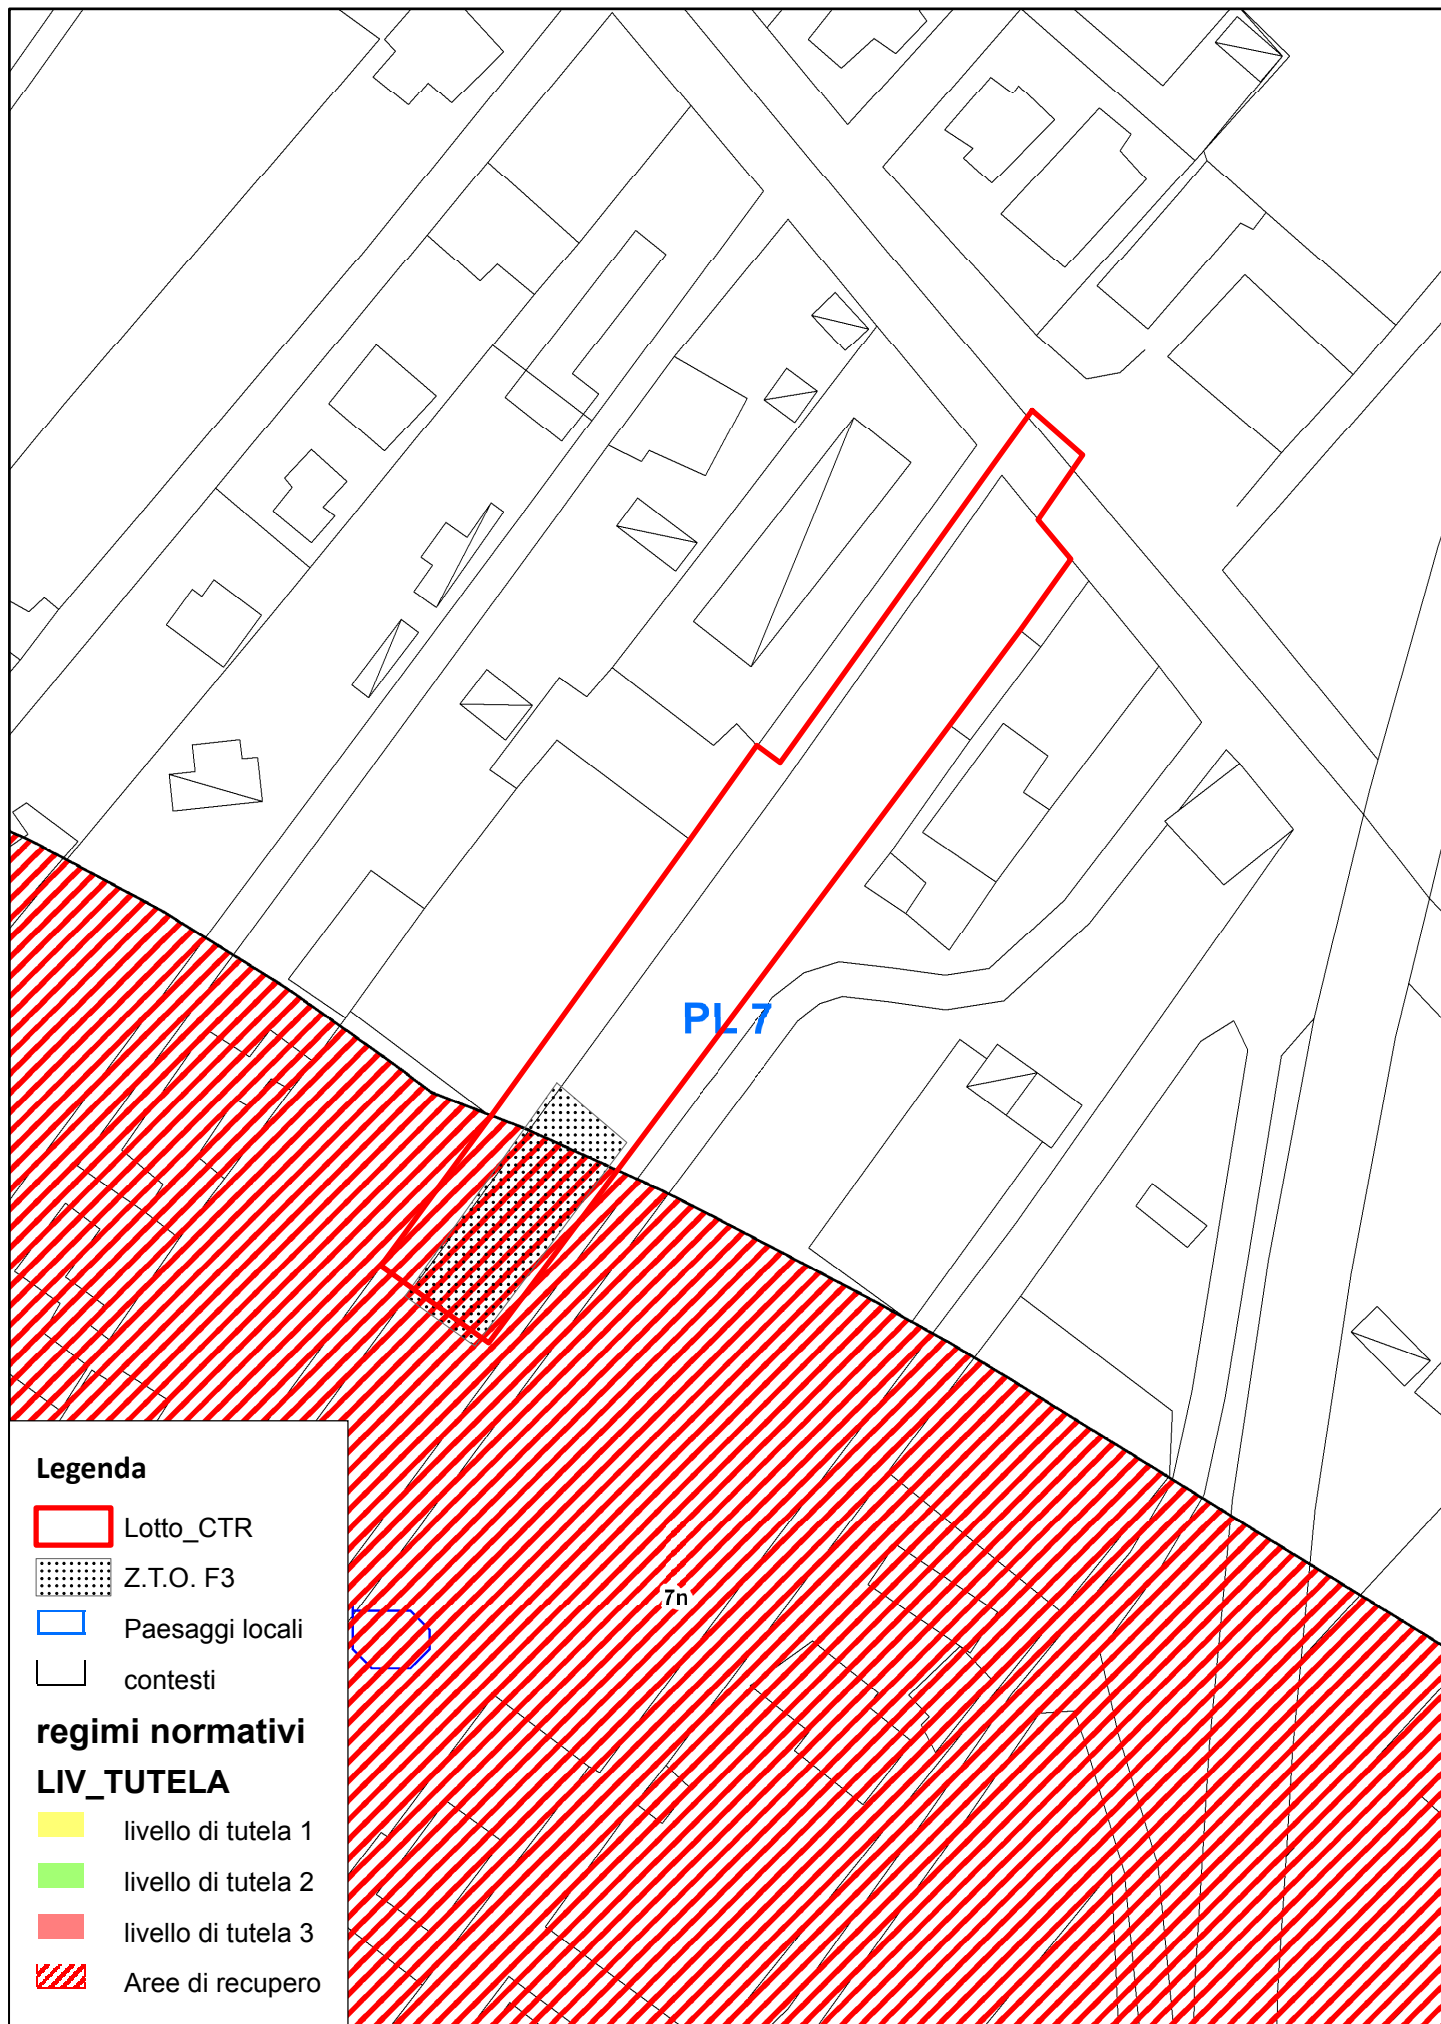 PL 7
7n
Legenda
Lotto_CTR
Z.T.O. F3
Paesaggi locali
contesti
regimi normativi
LIV_TUTELA
livello di tutela 1
livello di tutela 2
livello di tutela 3
Aree di recupero